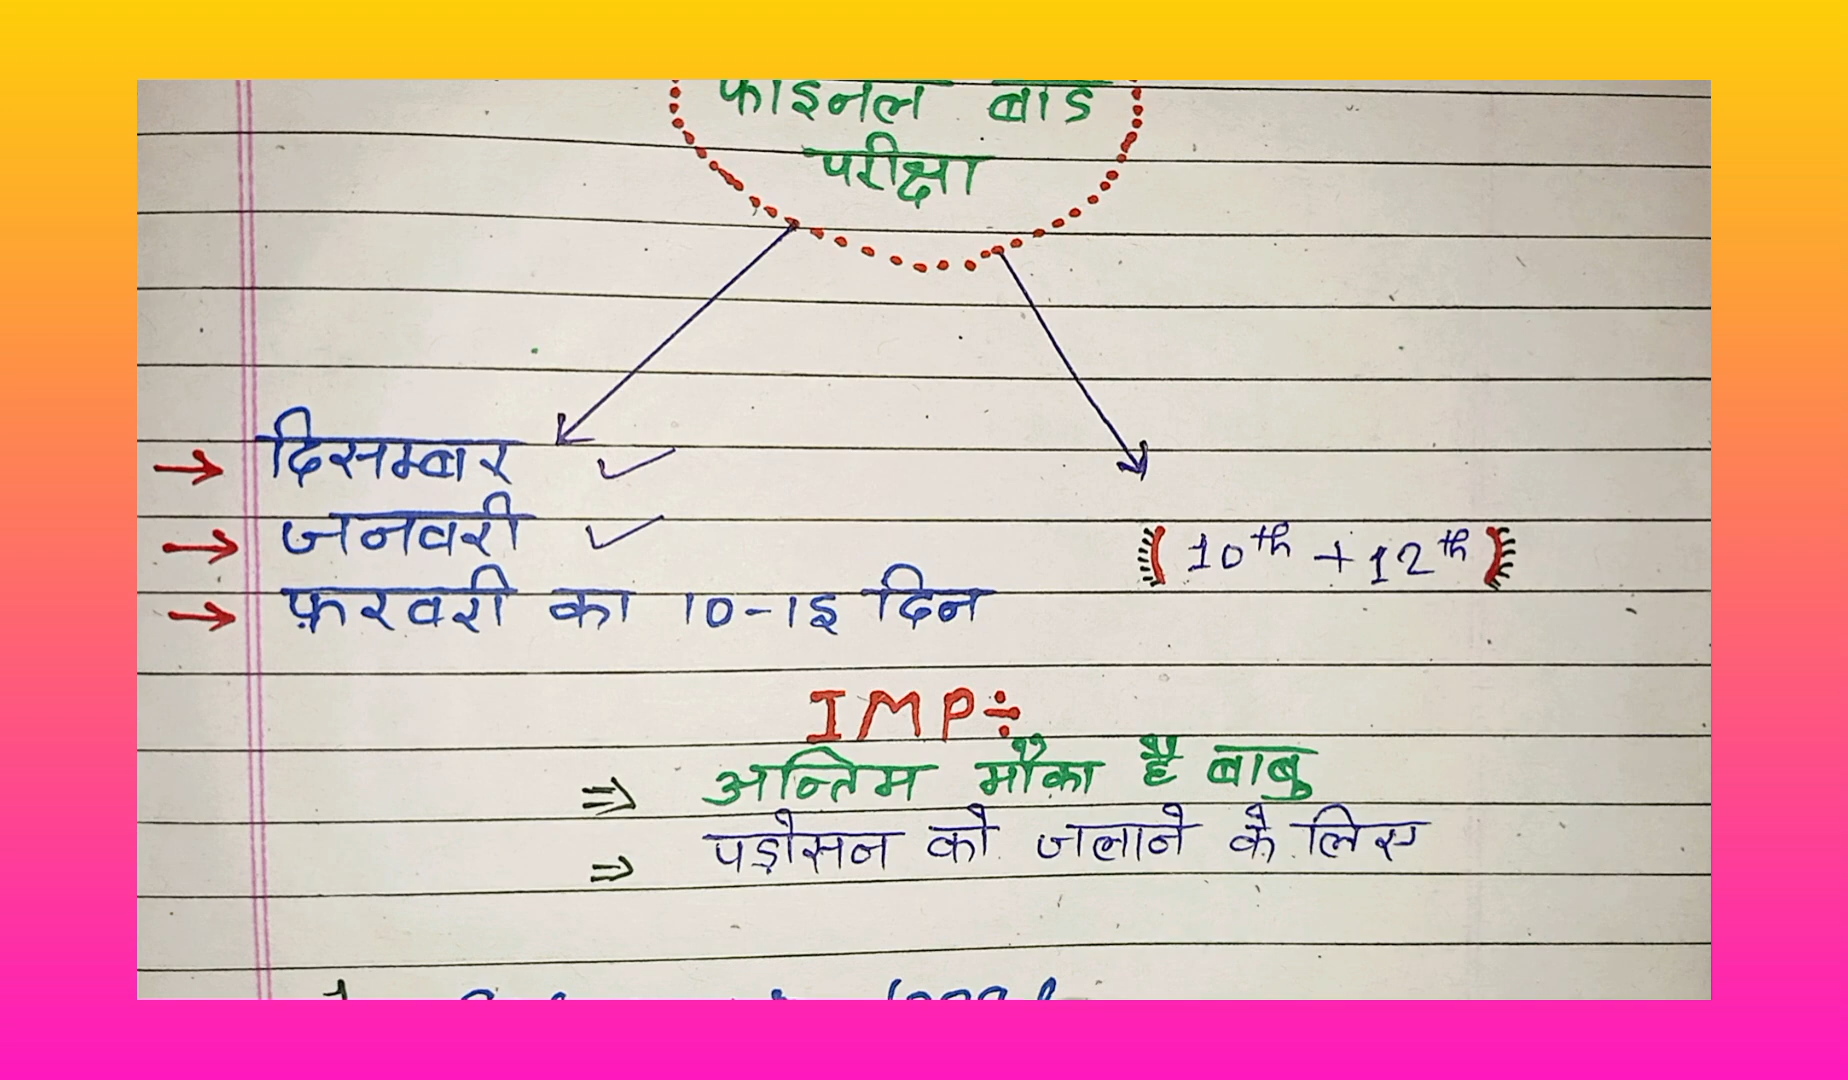 फाइनल बोर्ड
परीक्षा
→ दिसम्बर ✓
→ जनवरी ✓
(10th + 12th)
→ फ़रवरी का 10-15 दिन
IMP÷
⇒ अन्तिम मौका है बाबु
⇒ पड़ोसन को जलाने के लिए